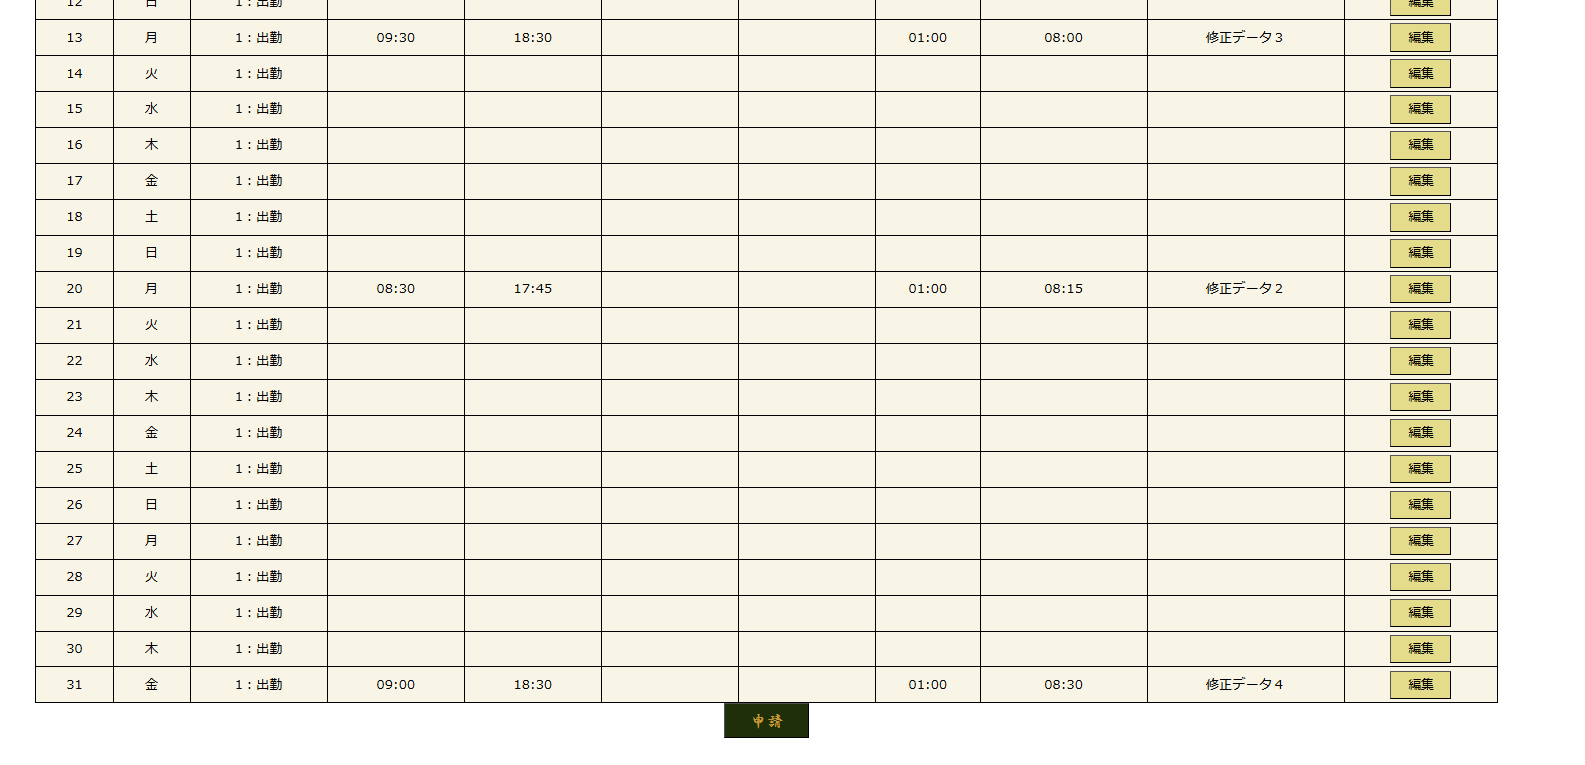 12 日 1：出勤 編集
13 月 1：出勤 09:30 18:30 01:00 08:00 修正データ３ 編集
14 火 1：出勤 編集
15 水 1：出勤 編集
16 木 1：出勤 編集
17 金 1：出勤 編集
18 土 1：出勤 編集
19 日 1：出勤 編集
20 月 1：出勤 08:30 17:45 01:00 08:15 修正データ２ 編集
21 火 1：出勤 編集
22 水 1：出勤 編集
23 木 1：出勤 編集
24 金 1：出勤 編集
25 土 1：出勤 編集
26 日 1：出勤 編集
27 月 1：出勤 編集
28 火 1：出勤 編集
29 水 1：出勤 編集
30 木 1：出勤 編集
31 金 1：出勤 09:00 18:30 01:00 08:30 修正データ４ 編集
申請